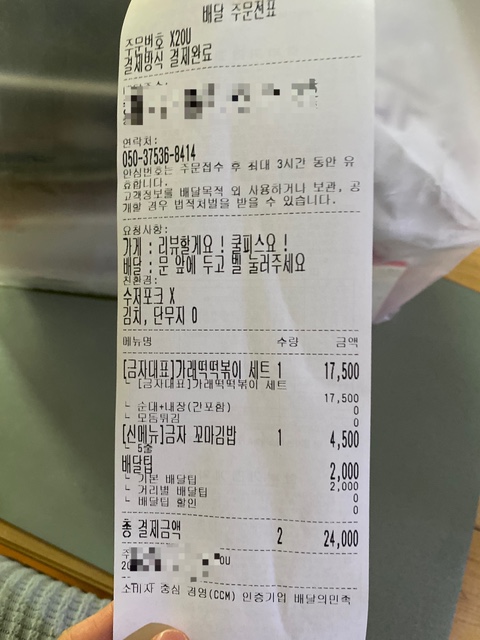 배달 주문전표
주문번호 X20U
결제방식 결제완료
연락처:
050-37536-8414
안심번호는 주문접수 후 최대 3시간 동안 유
효합니다.
고객정보를 배달목적 외 사용하거나 보관, 공
개할 경우 법적처벌을 받을 수 있습니다.
요청사항:
가게 : 리뷰할게요 ! 쿨피스요 !
배달 : 문 앞에 두고 벨 눌러주세요
친환경:
수저포크 X
김치, 단무지 O
메뉴명 수량 금액
[금자대표]가래떡떡볶이 세트 1 17,500
└ [금자대표]가래떡떡볶이 세트
17,500
└ 순대+내장(간포함) 0
└ 모둠튀김 0
[신메뉴]금자 꼬마김밥 1 4,500
└ 5줄 0
배달팁 2,000
└ 기본 배달팁 2,000
└ 거리별 배달팁 0
└ 배달팁 할인 0
총 결제금액 2 24,000
소비자 중심 경영(CCM) 인증기업 배달의민족